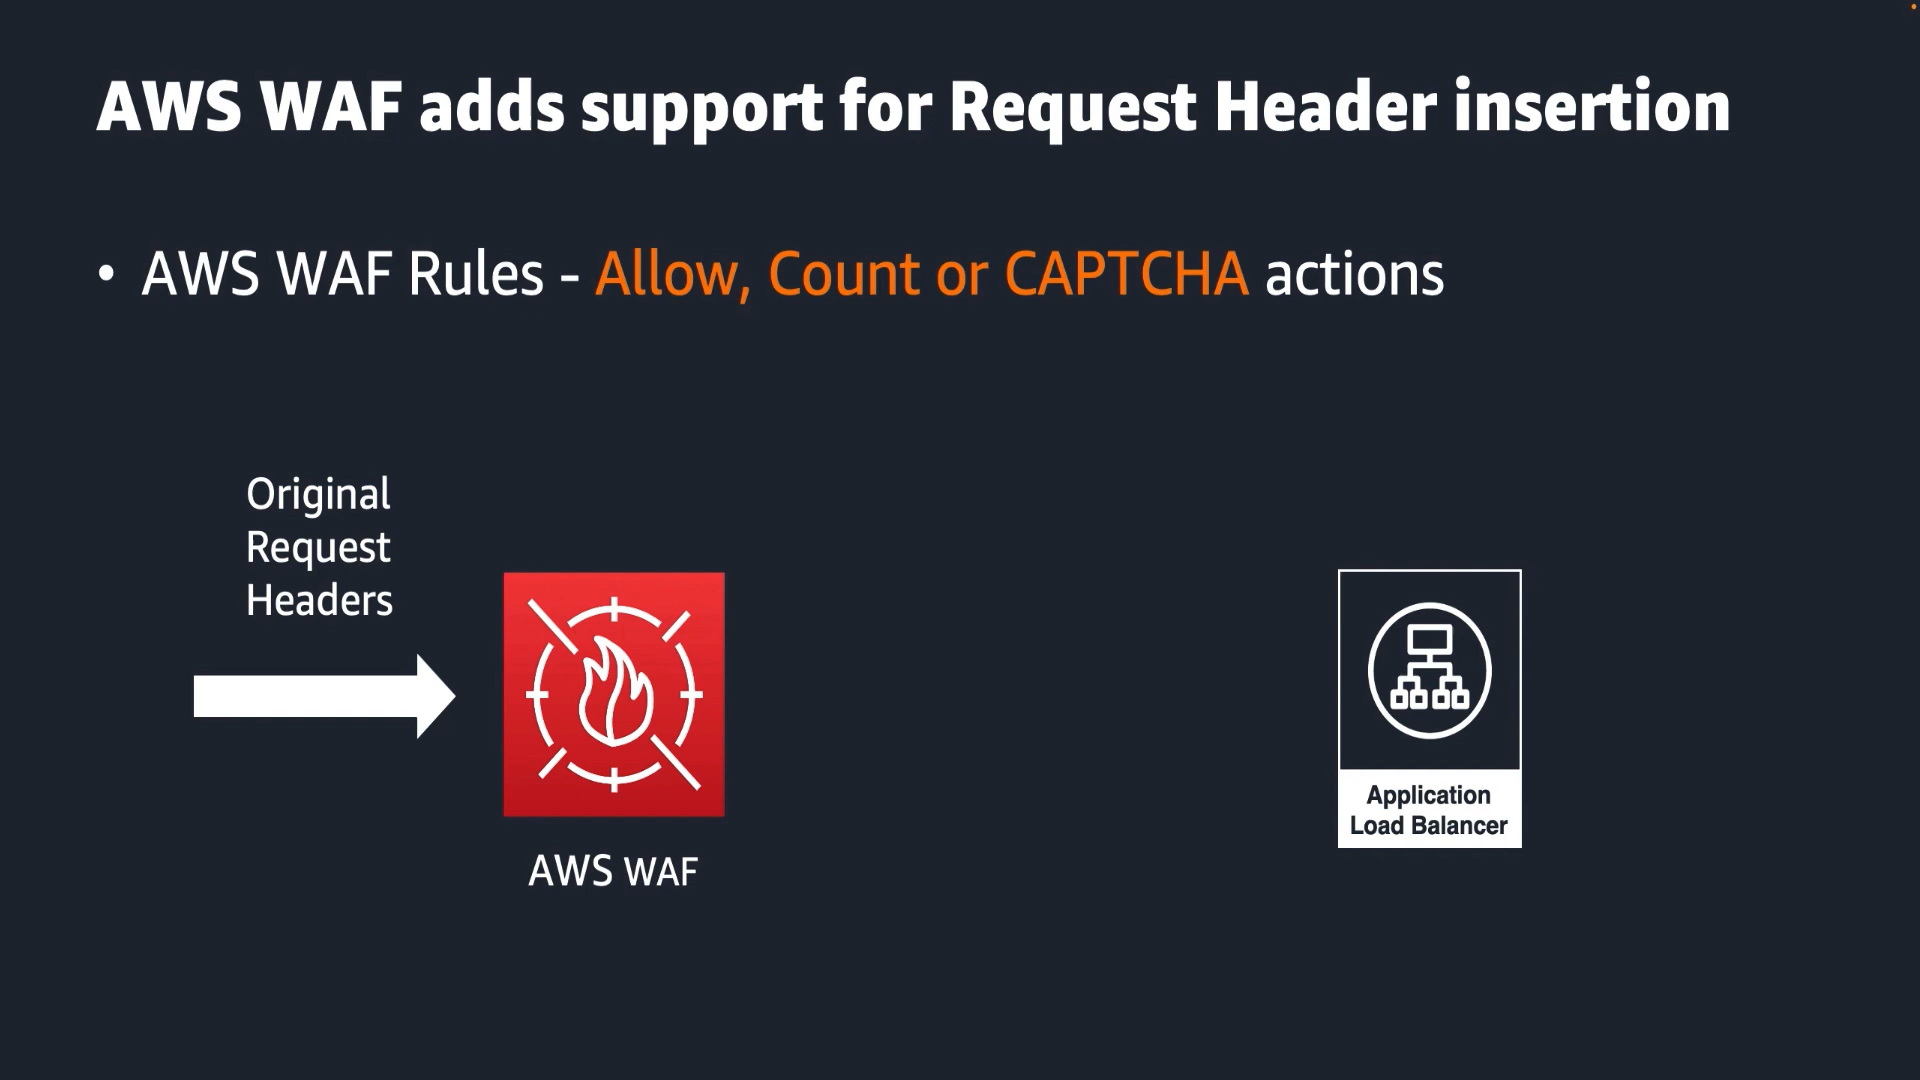 AWS WAF adds support for Request Header insertion
• AWS WAF Rules - Allow, Count or CAPTCHA actions
Original
Request
Headers
AWS WAF
Application
Load Balancer